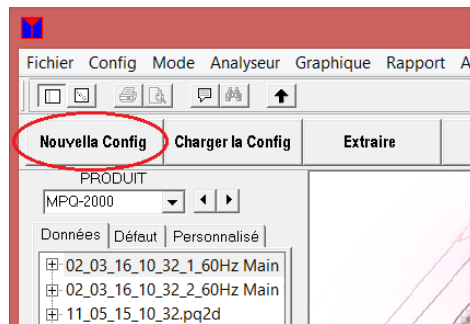 Fichier Config Mode Analyseur Graphique Rapport A
Nouvella Config Charger la Config Extraire
PRODUIT
MPQ-2000
Données Défaut Personnalisé
02_03_16_10_32_1_60Hz Main
02_03_16_10_32_2_60Hz Main
11_05_15_10_32.pq2d